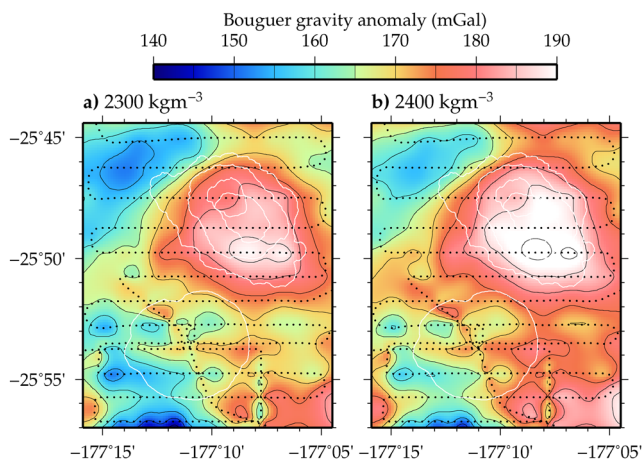 Bouguer gravity anomaly (mGal)
140 150 160 170 180 190
a) 2300 kgm⁻³ b) 2400 kgm⁻³
−25°45'
−25°50'
−25°55'
−177°15' −177°10' −177°05' −177°15' −177°10' −177°05'